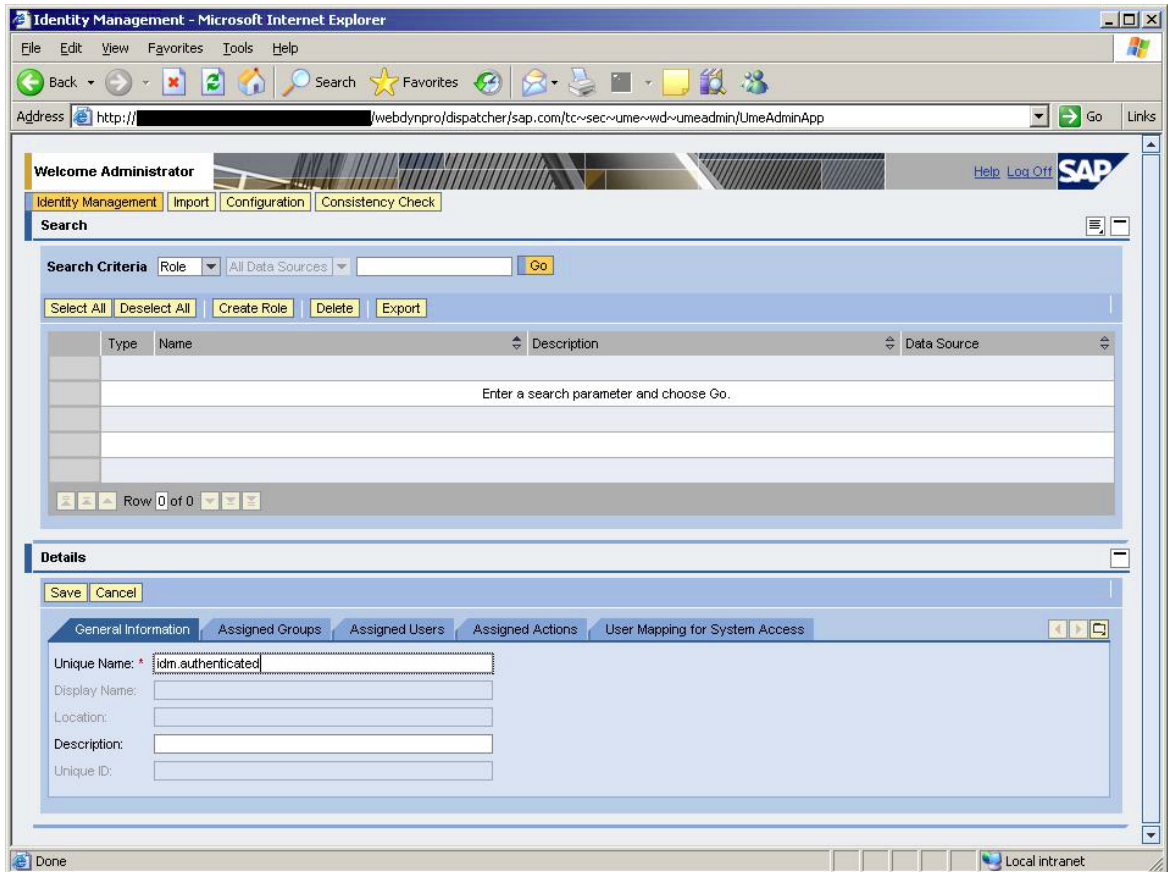 Identity Management - Microsoft Internet Explorer
File Edit View Favorites Tools Help
Back Search Favorites
Address http:// /webdynpro/dispatcher/sap.com/tc~sec~ume~wd~umeadmin/UmeAdminApp Go Links
Welcome Administrator Help Log Off SAP
Identity Management Import Configuration Consistency Check
Search
Search Criteria Role All Data Sources Go
Select All Deselect All Create Role Delete Export
Type Name Description Data Source
Enter a search parameter and choose Go.
Row 0 of 0
Details
Save Cancel
General Information Assigned Groups Assigned Users Assigned Actions User Mapping for System Access
Unique Name: * idm.authenticated
Display Name:
Location:
Description:
Unique ID:
Done Local intranet